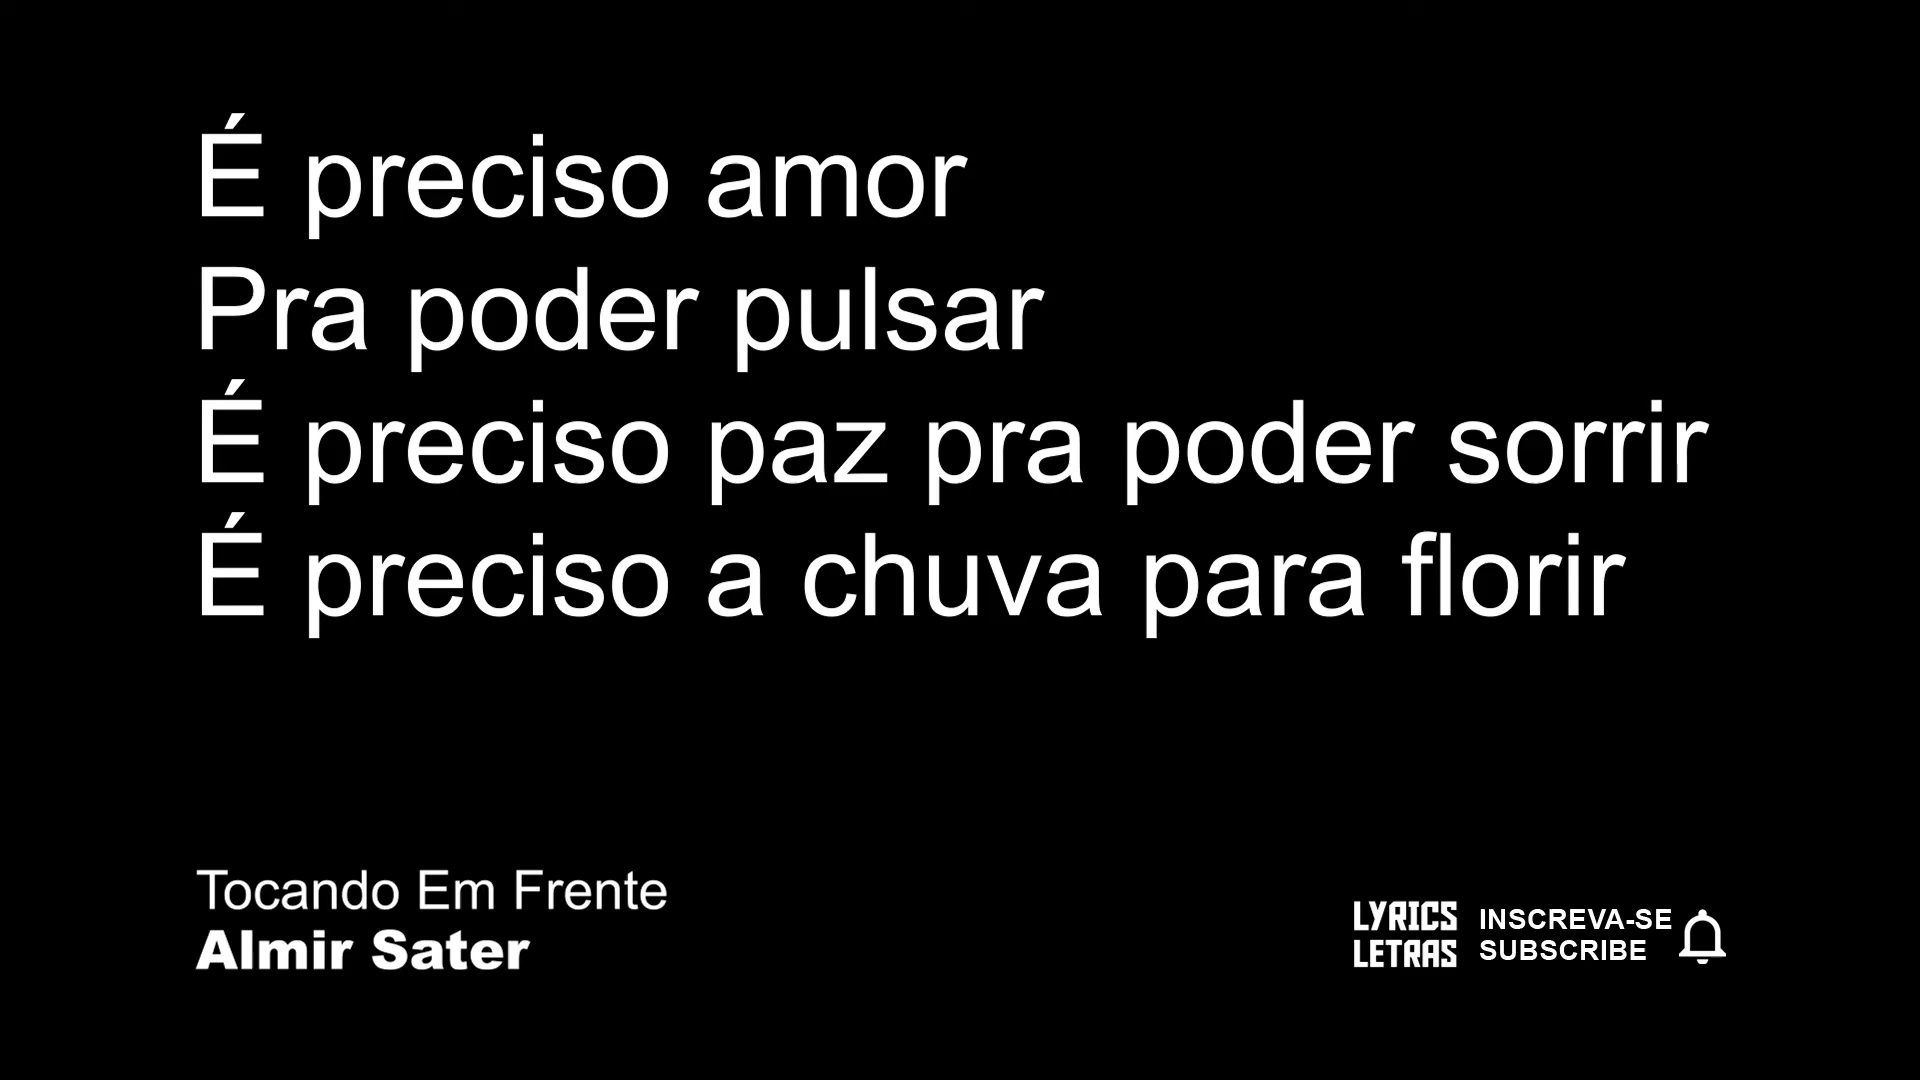 É preciso amor
Pra poder pulsar
É preciso paz pra poder sorrir
É preciso a chuva para florir
Tocando Em Frente
Almir Sater
LYRICS
LETRAS
INSCREVA-SE
SUBSCRIBE